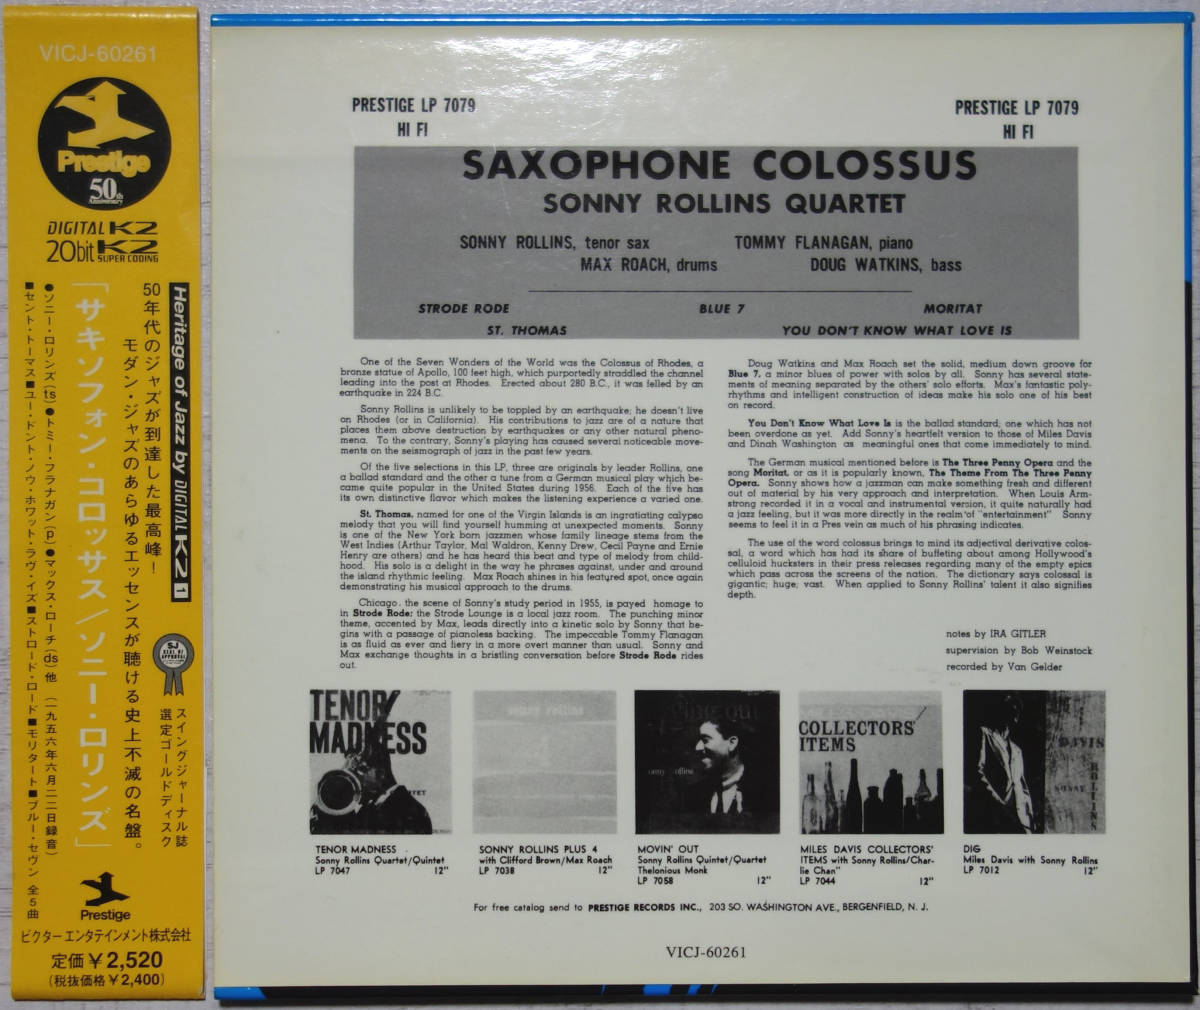 VICJ-60261
Prestige
50th
Anniversary
DIGITAL K2
20bit K2
SUPER CODING
Heritage of Jazz by DIGITAL K2 1
50年代のジャズが到達した最高峰!
モダン・ジャズのあらゆるエッセンスが聴ける史上不滅の名盤。
「サキソフォン・コロッサス/ソニー・ロリンズ」
●ソニー・ロリンズ(ts)●トミー・フラナガン(p)●マックス・ローチ(ds)他 (一九五六年六月二二日録音)
■セント・トーマス■ユー・ドント・ノウ・ホワット・ラヴ・イズ■ストロード・ロード■モリタート■ブルー・セヴン 全5曲
SJ
スイングジャーナル誌
選定ゴールドディスク
Prestige
ビクター エンタテインメント株式会社
定価¥2,520
(税抜価格¥2,400)
PRESTIGE LP 7079
HI FI
PRESTIGE LP 7079
HI FI
SAXOPHONE COLOSSUS
SONNY ROLLINS QUARTET
SONNY ROLLINS, tenor sax TOMMY FLANAGAN, piano
MAX ROACH, drums DOUG WATKINS, bass
STRODE RODE BLUE 7 MORITAT
ST. THOMAS YOU DON'T KNOW WHAT LOVE IS
One of the Seven Wonders of the World was the Colossus of Rhodes, a
bronze statue of Apollo, 100 feet high, which purportedly straddled the channel
leading into the post at Rhodes. Erected about 280 B.C., it was felled by an
earthquake in 224 B.C.
Sonny Rollins is unlikely to be toppled by an earthquake; he doesn't live
on Rhodes (or in California). His contributions to jazz are of a nature that
places them above destruction by earthquakes or any other natural pheno-
mena. To the contrary, Sonny's playing has caused several noticeable move-
ments on the seismograph of jazz in the past few years.
Of the five selections in this LP, three are originals by leader Rollins, one
a ballad standard and the other a tune from a German musical play which be-
came quite popular in the United States during 1956. Each of the five has
its own distinctive flavor which makes the listening experience a varied one.
St. Thomas, named for one of the Virgin Islands is an ingratiating calypso
melody that you will find yourself humming at unexpected moments. Sonny
is one of the New York born jazzmen whose family lineage stems from the
West Indies (Arthur Taylor, Mal Waldron, Kenny Drew, Cecil Payne and Ernie
Henry are others) and he has heard this beat and type of melody from child-
hood. His solo is a delight in the way he phrases against, under and around
the island rhythmic feeling. Max Roach shines in his featured spot, once again
demonstrating his musical approach to the drums.
Chicago, the scene of Sonny's study period in 1955, is payed homage to
in Strode Rode; the Strode Lounge is a local jazz room. The punching minor
theme, accented by Max, leads directly into a kinetic solo by Sonny that be-
gins with a passage of pianoless backing. The impeccable Tommy Flanagan
is as fluid as ever and fiery in a more overt manner than usual. Sonny and
Max exchange thoughts in a bristling conversation before Strode Rode rides
out.
Doug Watkins and Max Roach set the solid, medium down groove for
Blue 7, a minor blues of power with solos by all. Sonny has several state-
ments of meaning separated by the others' solo efforts. Max's fantastic poly-
rhythms and intelligent construction of ideas make his solo one of his best
on record.
You Don't Know What Love Is is the ballad standard; one which has not
been overdone as yet. Add Sonny's heartfelt version to those of Miles Davis
and Dinah Washington as meaningful ones that come immediately to mind.
The German musical mentioned before is The Three Penny Opera and the
song Moritat, or as it is popularly known, The Theme From The Three Penny
Opera. Sonny shows how a jazzman can make something fresh and different
out of material by his very approach and interpretation. When Louis Arm-
strong recorded it in a vocal and instrumental version, it quite naturally had
a jazz feeling, but it was more directly in the realm of "entertainment" Sonny
seems to feel it in a Pres vein as much of his phrasing indicates.
The use of the word colossus brings to mind its adjectival derivative colos-
sal, a word which has had its share of buffeting about among Hollywood's
celluloid hucksters in their press releases regarding many of the empty epics
which pass across the screens of the nation. The dictionary says colossal is
gigantic; huge; vast. When applied to Sonny Rollins' talent it also signifies
depth.
notes by IRA GITLER
supervision by Bob Weinstock
recorded by Van Gelder
TENOR
MADNESS
sonny rollins
moving out
sonny rollins
COLLECTORS'
ITEMS
DAVIS
SONNY ROLLINS
TENOR MADNESS
Sonny Rollins Quartet/Quintet
LP 7047 12"
SONNY ROLLINS PLUS 4
with Clifford Brown/Max Roach
LP 7038 12"
MOVIN' OUT
Sonny Rollins Quintet/Quartet
Thelonious Monk
LP 7058 12"
MILES DAVIS COLLECTORS'
ITEMS with Sonny Rollins/Char-
lie Chan"
LP 7044 12"
DIG
Miles Davis with Sonny Rollins
LP 7012 12"
For free catalog send to PRESTIGE RECORDS INC., 203 SO. WASHINGTON AVE., BERGENFIELD, N. J.
VICJ-60261